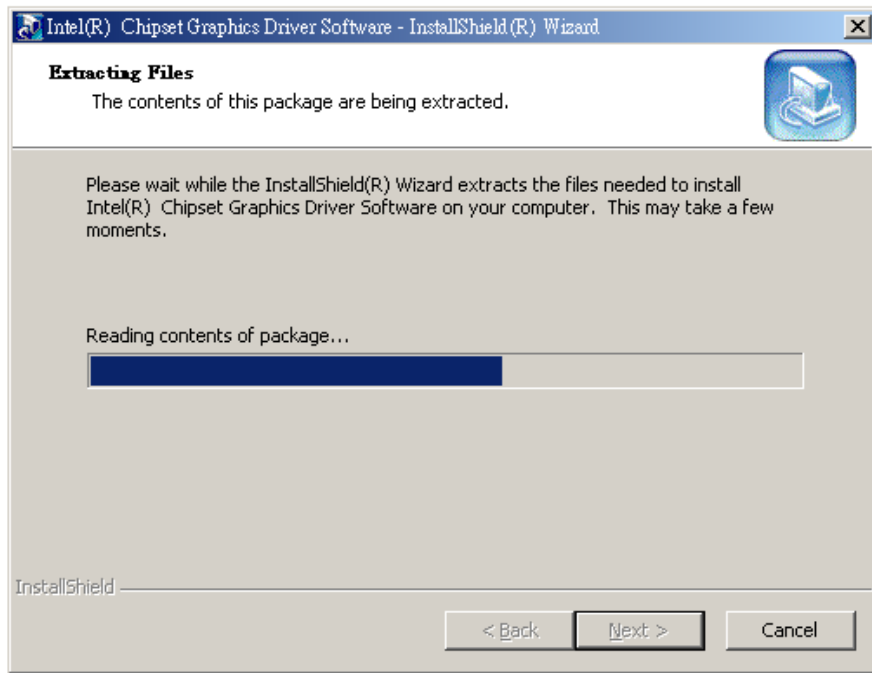 Intel(R) Chipset Graphics Driver Software - InstallShield(R) Wizard
Extracting Files
The contents of this package are being extracted.
Please wait while the InstallShield(R) Wizard extracts the files needed to install
Intel(R) Chipset Graphics Driver Software on your computer. This may take a few
moments.
Reading contents of package...
InstallShield
< Back
Next >
Cancel